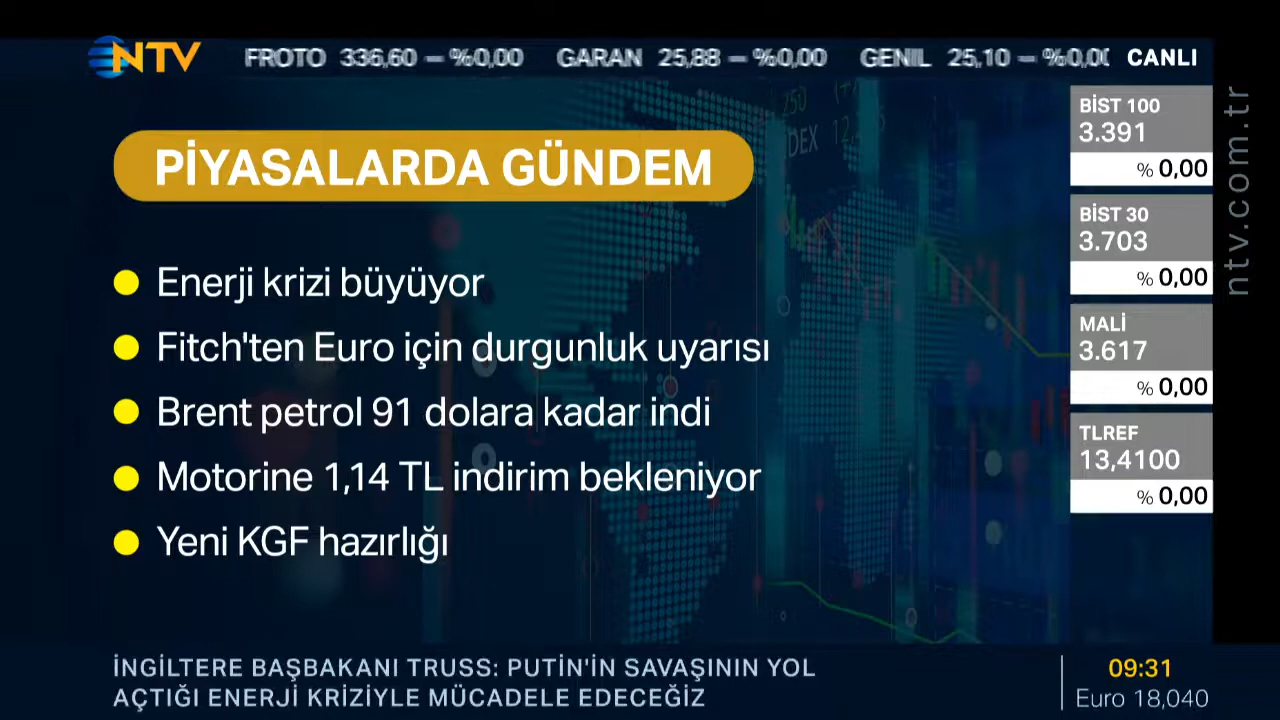 NTV
FROTO 336,60 – %0,00 GARAN 25,88 – %0,00 GENIL 25,10 – %0,00 CANLI
BİST 100
3.391
% 0,00
BİST 30
3.703
% 0,00
MALİ
3.617
% 0,00
TLREF
13,4100
% 0,00
ntv.com.tr
PİYASALARDA GÜNDEM
Enerji krizi büyüyor
Fitch'ten Euro için durgunluk uyarısı
Brent petrol 91 dolara kadar indi
Motorine 1,14 TL indirim bekleniyor
Yeni KGF hazırlığı
İNGİLTERE BAŞBAKANI TRUSS: PUTİN'İN SAVAŞININ YOL
AÇTIĞI ENERJİ KRİZİYLE MÜCADELE EDECEĞİZ
09:31
Euro 18,040